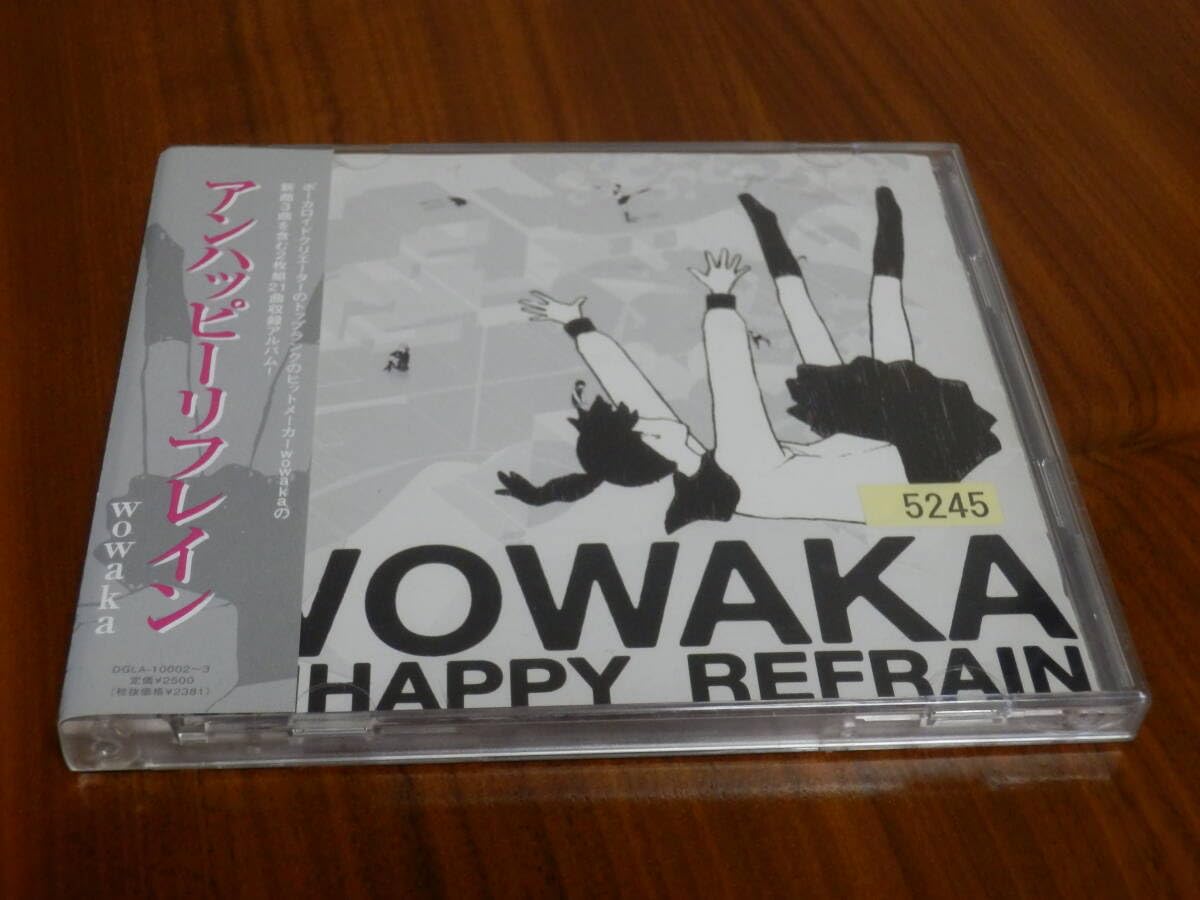 アンハッピーリフレイン
wowaka
DGLA-10002~3
定価¥2500
(税抜価格¥2381)
ボーカロイドクリエーターのトップランクのヒットメーカーwowakaの
新曲3曲を含む2枚組21曲収録アルバム!
5245
WOWAKA
HAPPY REFRAIN